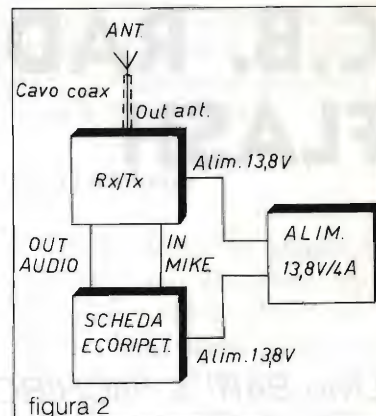 ANT.
Cavo coax
Out ant.
Rx/Tx
Alim. 13,8V
OUT
AUDIO
IN
MIKE
ALIM.
13,8V/4A
SCHEDA
ECORIPET.
Alim. 13,8V
figura 2